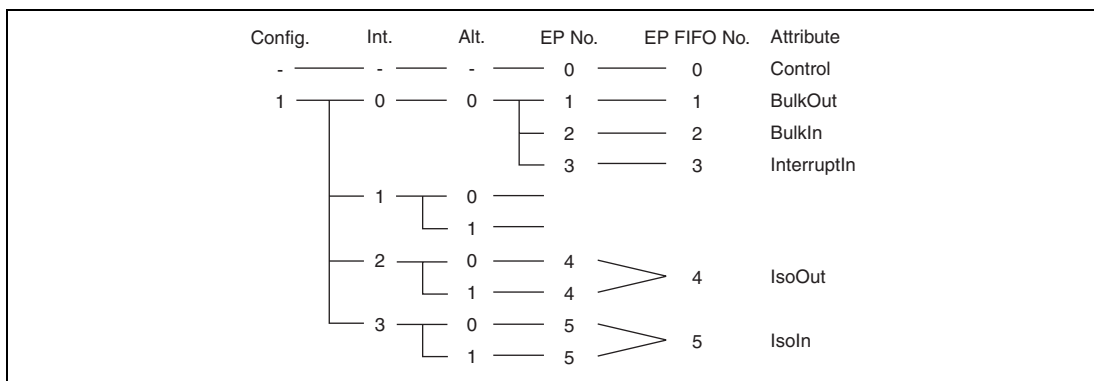 Config. Int. Alt. EP No. EP FIFO No. Attribute
- - - 0 0 Control
1 0 0 1 1 BulkOut
2 2 BulkIn
3 3 InterruptIn
1 0
1
2 0 4
4 IsoOut
1 4
3 0 5
5 IsoIn
1 5